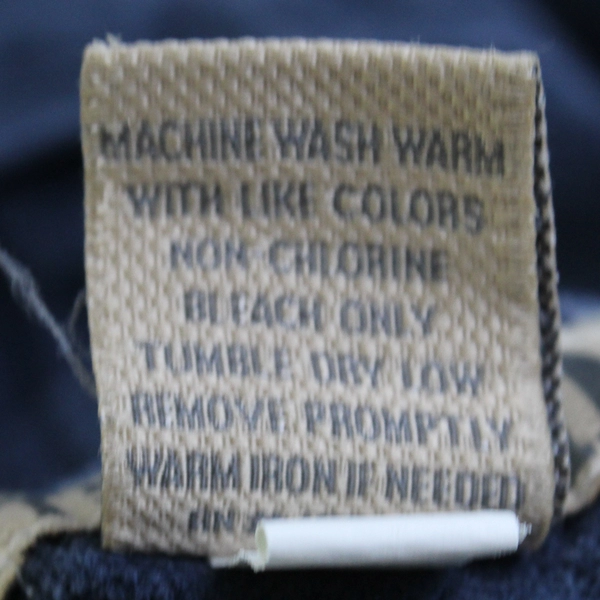 MACHINE WASH WARM
WITH LIKE COLORS
NON-CHLORINE
BLEACH ONLY
TUMBLE DRY LOW
REMOVE PROMPTLY
WARM IRON IF NEEDED